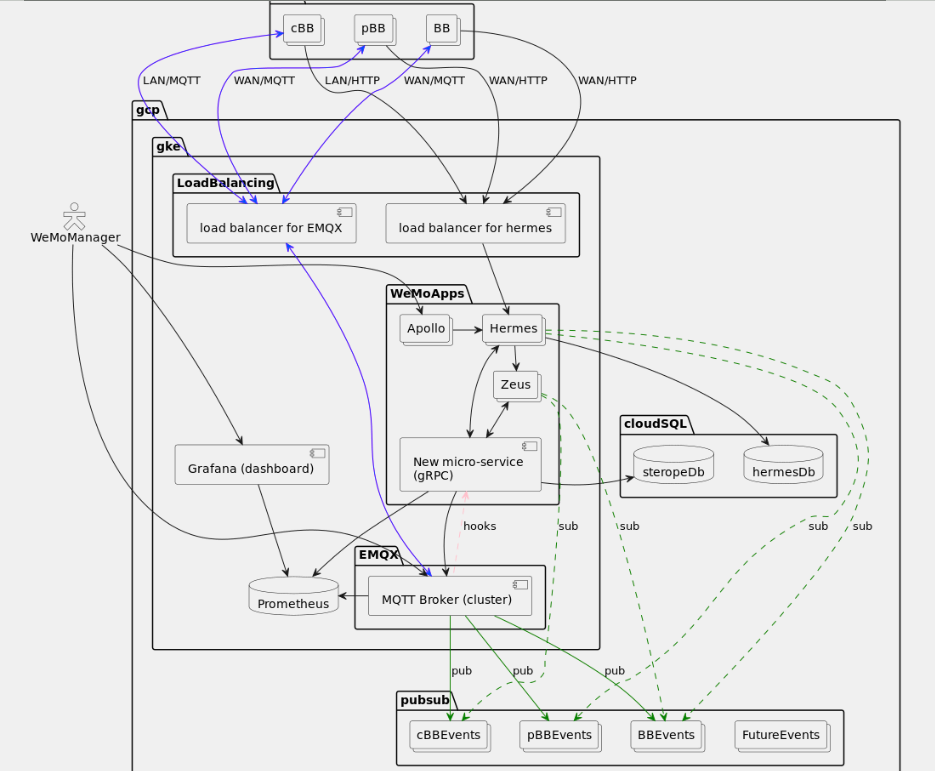 cBB
pBB
BB
LAN/MQTT
WAN/MQTT
LAN/HTTP
WAN/MQTT
WAN/HTTP
WAN/HTTP
gcp
gke
LoadBalancing
load balancer for EMQX
load balancer for hermes
WeMoManager
WeMoApps
Apollo
Hermes
Zeus
cloudSQL
steropeDb
hermesDb
Grafana (dashboard)
New micro-service
(gRPC)
hooks
sub
sub
sub
sub
EMQX
MQTT Broker (cluster)
Prometheus
pub
pub
pub
pubsub
cBBEvents
pBBEvents
BBEvents
FutureEvents